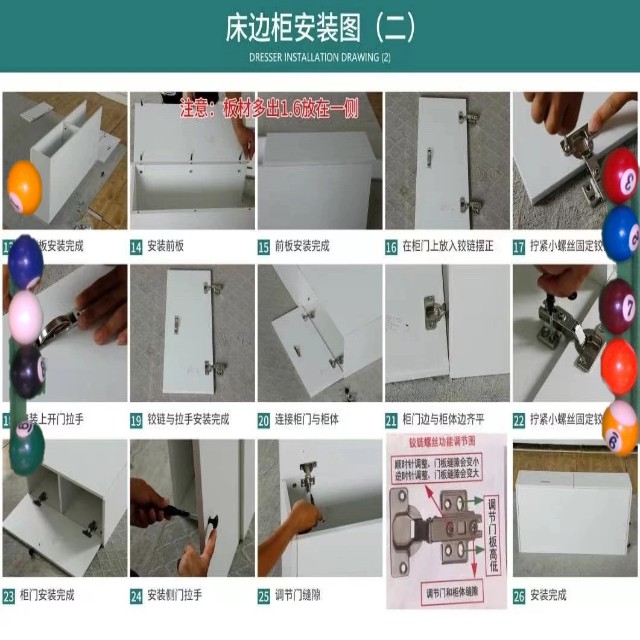 床边柜安装图（二）
DRESSER INSTALLATION DRAWING (2)
注意：板材多出1.6放在一侧
板安装完成
14 安装前板
15 前板安装完成
16 在柜门上放入铰链摆正
17 拧紧小螺丝固定铰
装上开门拉手
19 铰链与拉手安装完成
20 连接柜门与柜体
21 柜门边与柜体边齐平
22 拧紧小螺丝固定
铰链螺丝功能调节图
顺时针调整、门板缝隙会变小
逆时针调整、门板缝隙会变大
调节门板高低
调节门和柜体缝隙
23 柜门安装完成
24 安装侧门拉手
25 调节门缝隙
26 安装完成